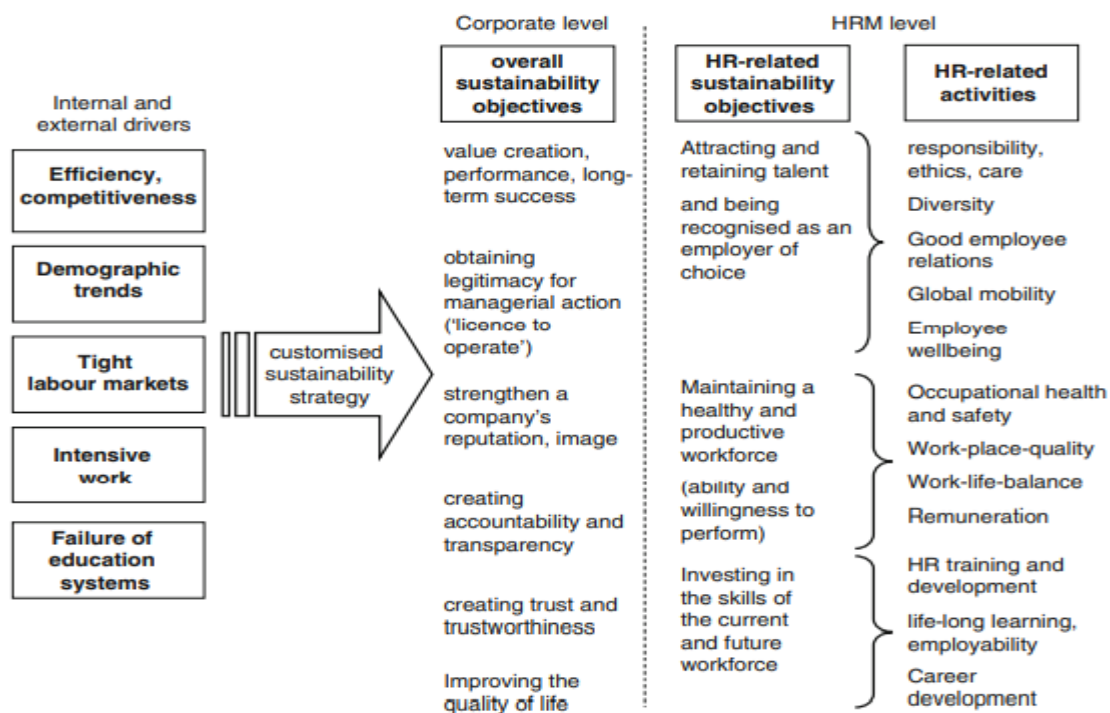 Corporate level
HRM level
Internal and
external drivers
Efficiency,
competitiveness
Demographic
trends
Tight
labour markets
Intensive
work
Failure of
education
systems
customised
sustainability
strategy
overall
sustainability
objectives
value creation,
performance, long-
term success
obtaining
legitimacy for
managerial action
(‘licence to
operate’)
strengthen a
company’s
reputation, image
creating
accountability and
transparency
creating trust and
trustworthiness
Improving the
quality of life
HR-related
sustainability
objectives
Attracting and
retaining talent
and being
recognised as an
employer of
choice
Maintaining a
healthy and
productive
workforce
(ability and
willingness to
perform)
Investing in
the skills of
the current
and future
workforce
HR-related
activities
responsibility,
ethics, care
Diversity
Good employee
relations
Global mobility
Employee
wellbeing
Occupational health
and safety
Work-place-quality
Work-life-balance
Remuneration
HR training and
development
life-long learning,
employability
Career
development